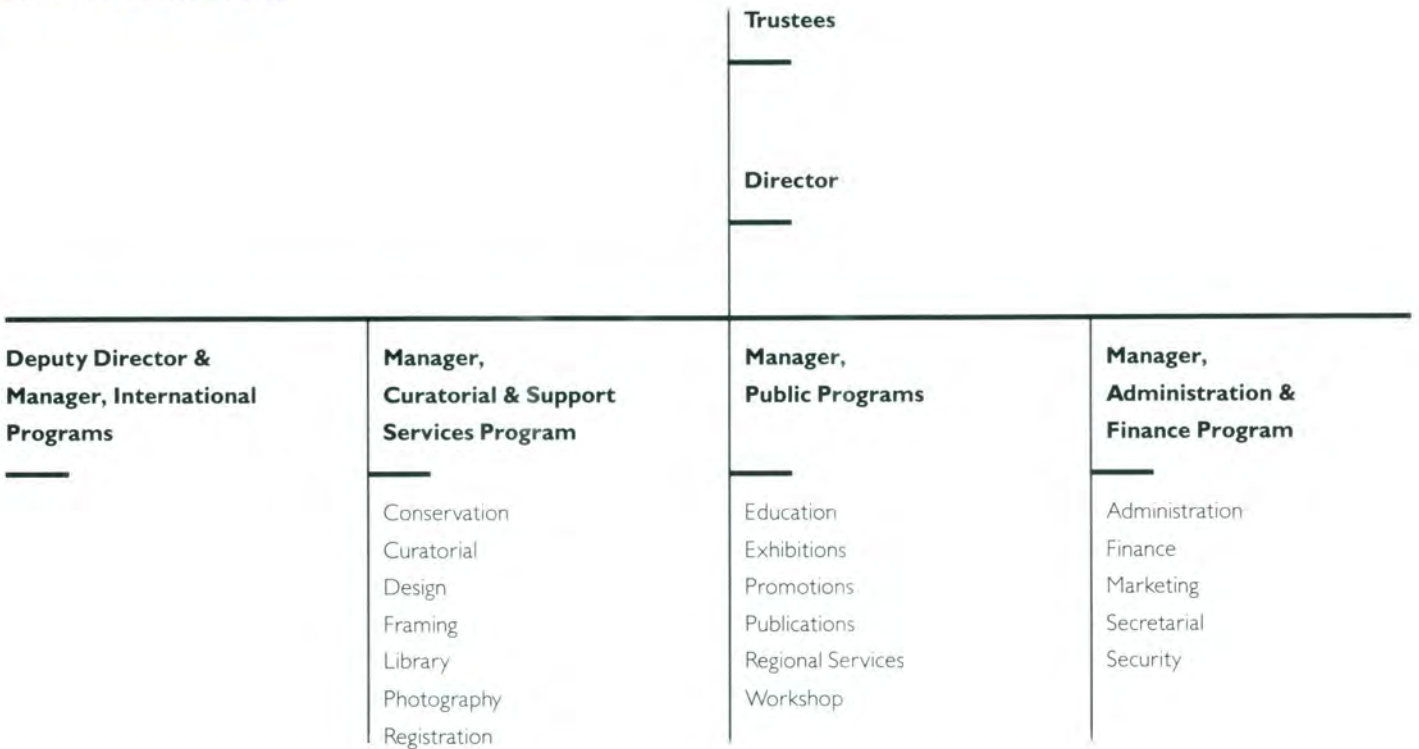 Trustees
Director
Deputy Director &
Manager, International
Programs
Manager,
Curatorial & Support
Services Program
Conservation
Curatorial
Design
Framing
Library
Photography
Registration
Manager,
Public Programs
Education
Exhibitions
Promotions
Publications
Regional Services
Workshop
Manager,
Administration &
Finance Program
Administration
Finance
Marketing
Secretarial
Security